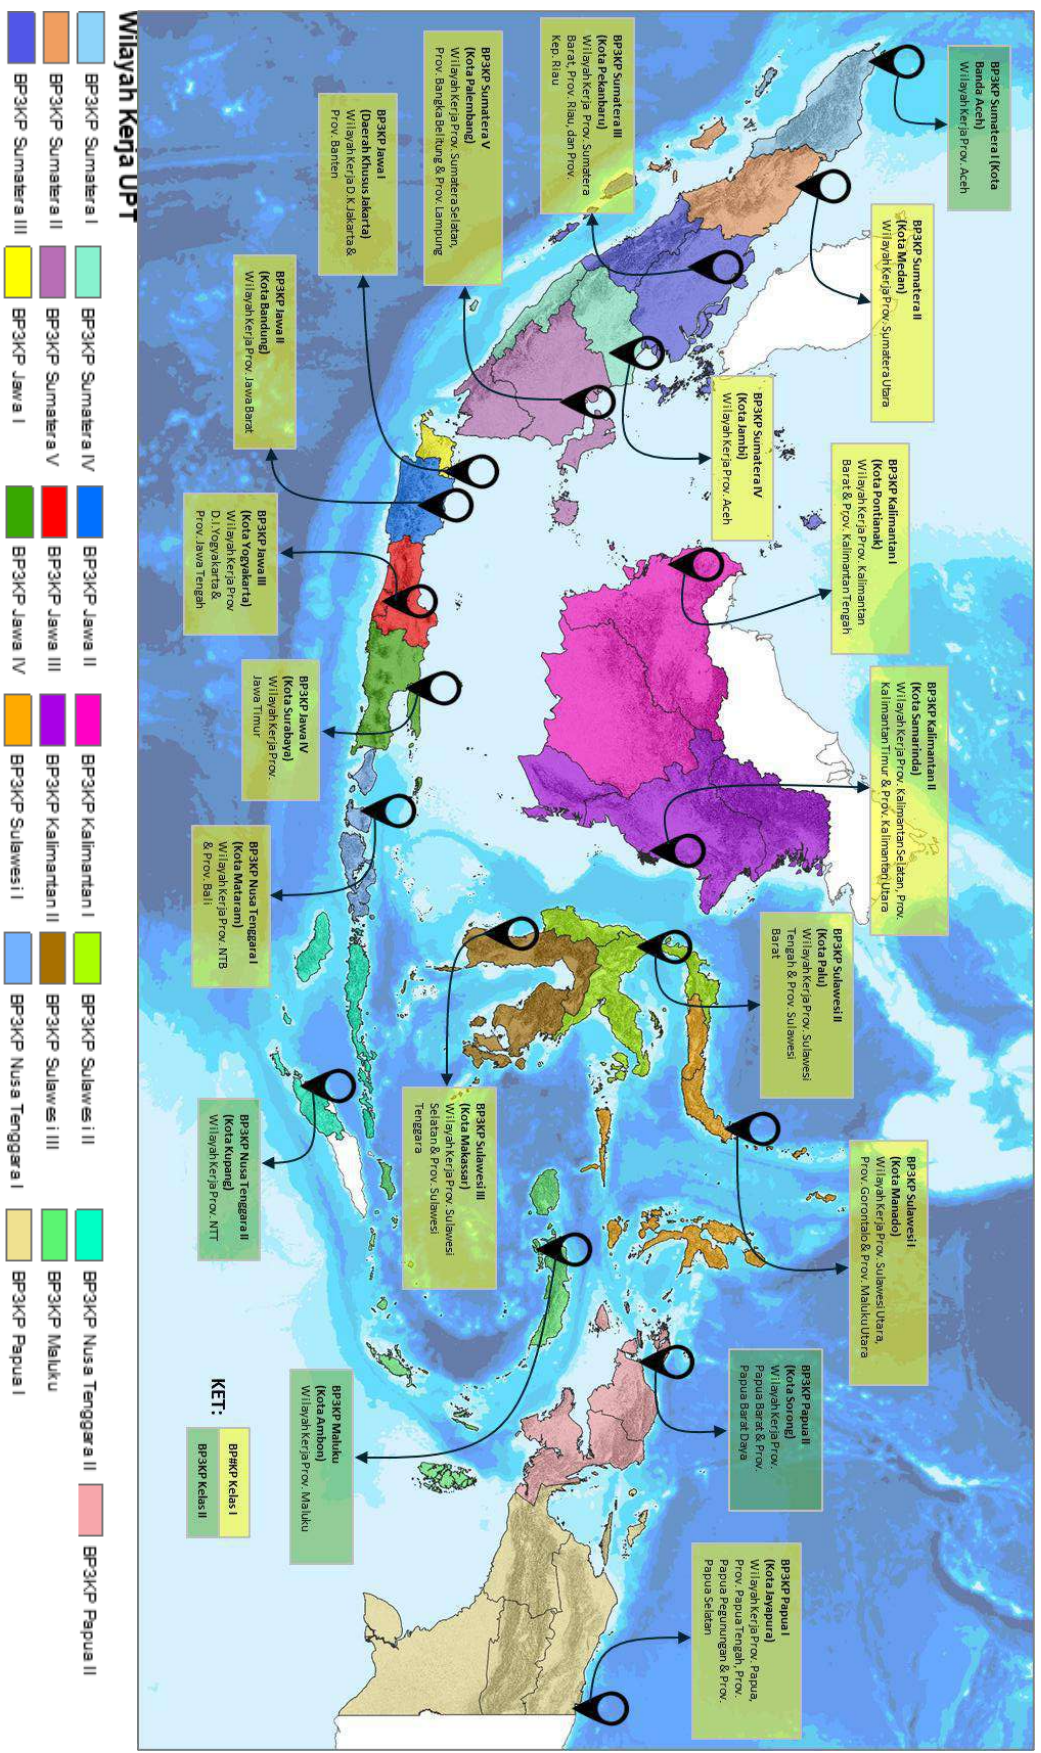 BP3KP Sumatera I (Kota
Banda Aceh)
Wilayah Kerja Prov. Aceh
BP3KP Sumatera II
(Kota Medan)
Wilayah Kerja Prov. Sumatera Utara
BP3KP Sumatera III
(Kota Pekanbaru)
Wilayah Kerja Prov. Sumatera
Barat, Prov. Riau, dan Prov.
Kep. Riau
BP3KP Sumatera IV
(Kota Jambi)
Wilayah Kerja Prov. Aceh
BP3KP Sumatera V
(Kota Palembang)
Wilayah Kerja Prov. Sumatera Selatan,
Prov. Bangka Belitung & Prov. Lampung
BP3KP Jawa I
(Daerah Khusus Jakarta)
Wilayah Kerja D.K.Jakarta &
Prov. Banten
BP3KP Jawa II
(Kota Bandung)
Wilayah Kerja Prov. Jawa Barat
BP3KP Jawa III
(Kota Yogyakarta)
Wilayah Kerja Prov
D.I.Yogyakarta &
Prov. Jawa Tengah
BP3KP Jawa IV
(Kota Surabaya)
Wilayah Kerja Prov.
Jawa Timur
BP3KP Kalimantan I
(Kota Pontianak)
Wilayah Kerja Prov. Kalimantan
Barat & Prov. Kalimantan Tengah
BP3KP Kalimantan II
(Kota Samarinda)
Wilayah Kerja Prov. Kalimantan Selatan, Prov.
Kalimantan Timur & Prov. Kalimantan Utara
BP3KP Nusa Tenggara I
(Kota Mataram)
Wilayah Kerja Prov. NTB
& Prov. Bali
BP3KP Nusa Tenggara II
(Kota Kupang)
Wilayah Kerja Prov. NTT
BP3KP Sulawesi II
(Kota Palu)
Wilayah Kerja Prov. Sulawesi
Tengah & Prov. Sulawesi
Barat
BP3KP Sulawesi III
(Kota Makassar)
Wilayah Kerja Prov. Sulawesi
Selatan & Prov. Sulawesi
Tenggara
BP3KP Sulawesi I
(Kota Manado)
Wilayah Kerja Prov. Sulawesi Utara,
Prov. Gorontalo & Prov. Maluku Utara
BP3KP Maluku
(Kota Ambon)
Wilayah Kerja Prov. Maluku
BP3KP Papua II
(Kota Sorong)
Wilayah Kerja Prov.
Papua Barat & Prov.
Papua Barat Daya
BP3KP Papua I
(Kota Jayapura)
Wilayah Kerja Prov. Papua,
Prov. Papua Tengah, Prov.
Papua Pegunungan & Prov.
Papua Selatan
KET:
BP#KP Kelas I
BP3KP Kelas II
Wilayah Kerja UPT
BP3KP Sumatera I
BP3KP Sumatera IV
BP3KP Jawa II
BP3KP Kalimantan I
BP3KP Sulawesi II
BP3KP Nusa Tenggara II
BP3KP Papua II
BP3KP Sumatera II
BP3KP Sumatera V
BP3KP Jawa III
BP3KP Kalimantan II
BP3KP Sulawesi III
BP3KP Maluku
BP3KP Sumatera III
BP3KP Jawa I
BP3KP Jawa IV
BP3KP Sulawesi I
BP3KP Nusa Tenggara I
BP3KP Papua I